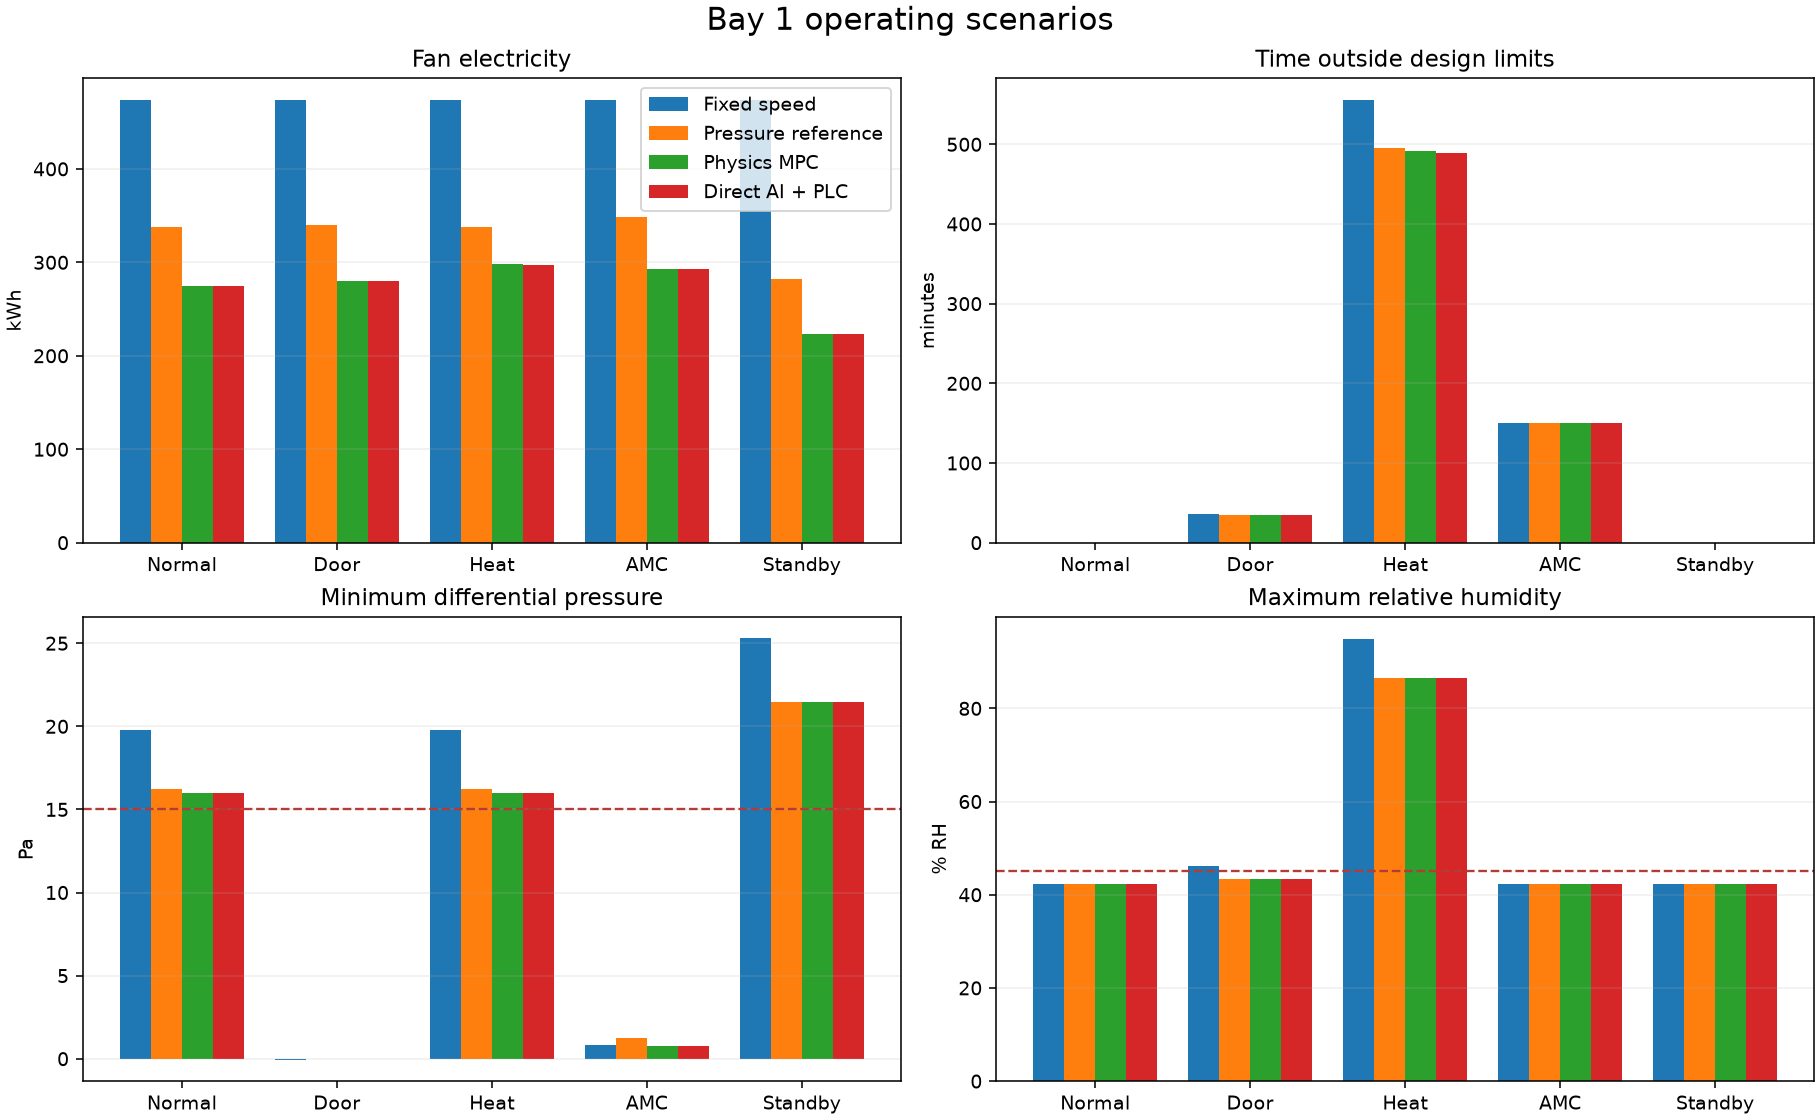 Bay 1 operating scenarios
Fan electricity
kWh
400
300
200
100
0
Fixed speed
Pressure reference
Physics MPC
Direct AI + PLC
Normal Door Heat AMC Standby
Time outside design limits
minutes
500
400
300
200
100
0
Normal Door Heat AMC Standby
Minimum differential pressure
Pa
25
20
15
10
5
0
Normal Door Heat AMC Standby
Maximum relative humidity
% RH
80
60
40
20
0
Normal Door Heat AMC Standby